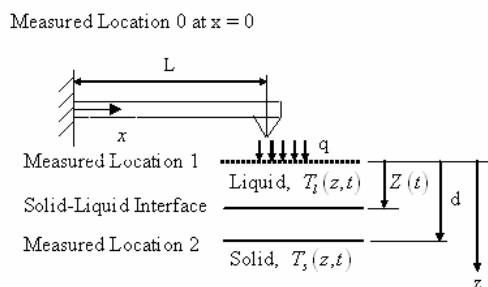 Measured Location 0 at x = 0
L
x
q
Measured Location 1
Liquid, T_l(z,t)
Z(t)
Solid-Liquid Interface
d
Measured Location 2
Solid, T_s(z,t)
z